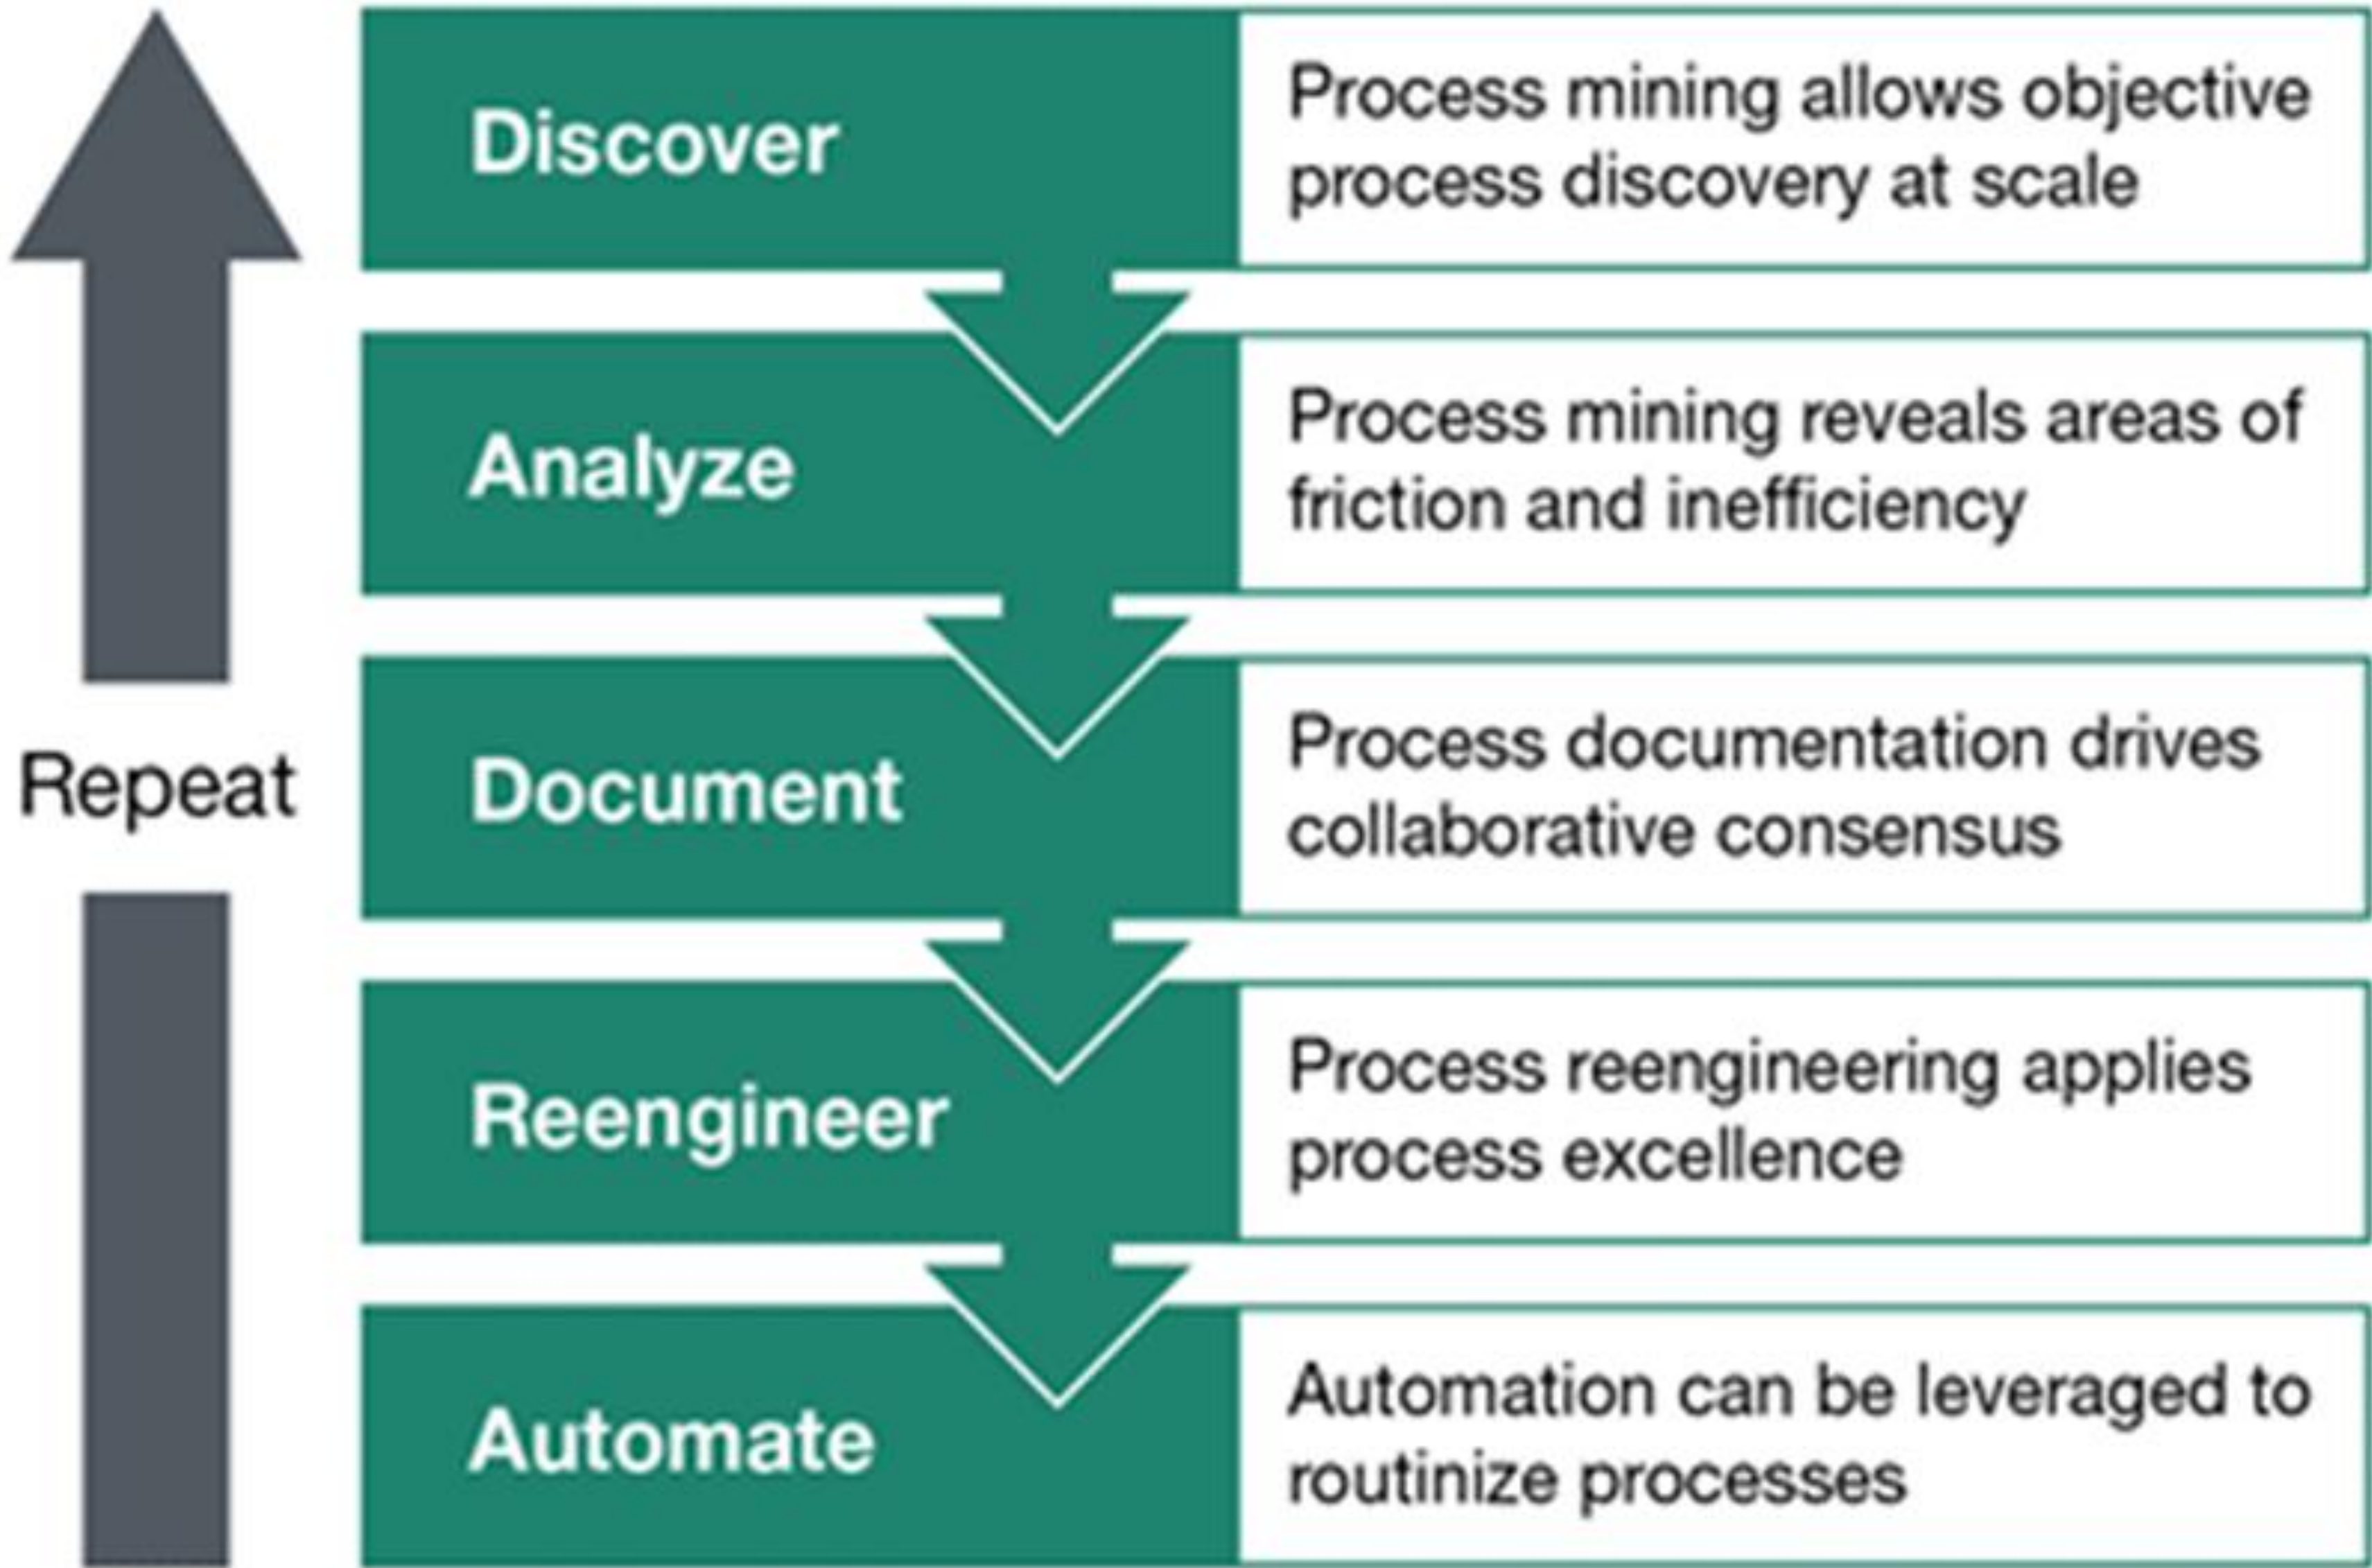 Discover
Process mining allows objective
process discovery at scale
Analyze
Process mining reveals areas of
friction and inefficiency
Repeat
Document
Process documentation drives
collaborative consensus
Reengineer
Process reengineering applies
process excellence
Automate
Automation can be leveraged to
routinize processes